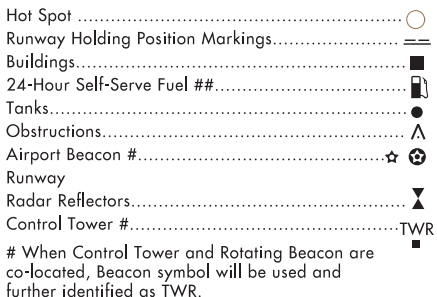 Hot Spot ........................................................................
Runway Holding Position Markings..........................
Buildings........................................................................
24-Hour Self-Serve Fuel ##........................................
Tanks..............................................................................
Obstructions..................................................................
Airport Beacon #......................................................
Runway
Radar Reflectors............................................................
Control Tower #........................................................TWR
# When Control Tower and Rotating Beacon are
co-located, Beacon symbol will be used and
further identified as TWR.